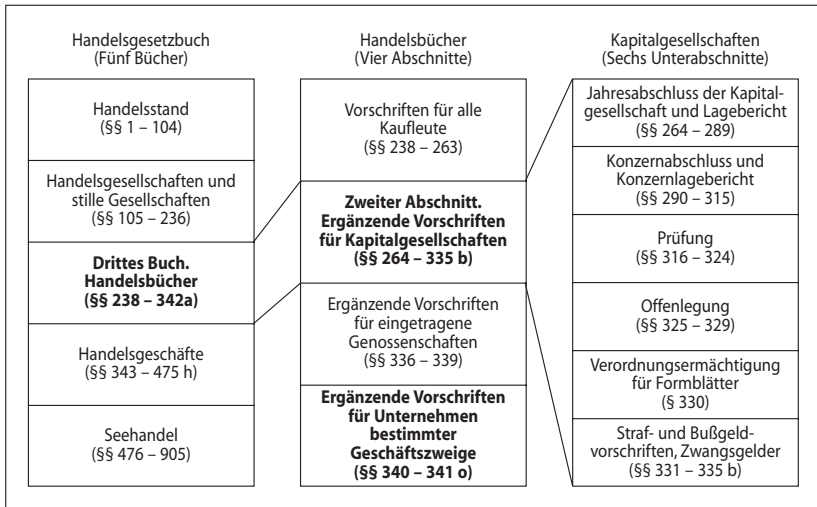 Handelsgesetzbuch
(Fünf Bücher)
Handelsstand
(§§ 1 – 104)
Handelsgesellschaften und
stille Gesellschaften
(§§ 105 – 236)
Drittes Buch.
Handelsbücher
(§§ 238 – 342a)
Handelsgeschäfte
(§§ 343 – 475 h)
Seehandel
(§§ 476 – 905)
Handelsbücher
(Vier Abschnitte)
Vorschriften für alle
Kaufleute
(§§ 238 – 263)
Zweiter Abschnitt.
Ergänzende Vorschriften
für Kapitalgesellschaften
(§§ 264 – 335 b)
Ergänzende Vorschriften
für eingetragene
Genossenschaften
(§§ 336 – 339)
Ergänzende Vorschriften
für Unternehmen
bestimmter
Geschäftszweige
(§§ 340 – 341 o)
Kapitalgesellschaften
(Sechs Unterabschnitte)
Jahresabschluss der Kapital-
gesellschaft und Lagebericht
(§§ 264 – 289)
Konzernabschluss und
Konzernlagebericht
(§§ 290 – 315)
Prüfung
(§§ 316 – 324)
Offenlegung
(§§ 325 – 329)
Verordnungsermächtigung
für Formblätter
(§ 330)
Straf- und Bußgeld-
vorschriften, Zwangsgelder
(§§ 331 – 335 b)